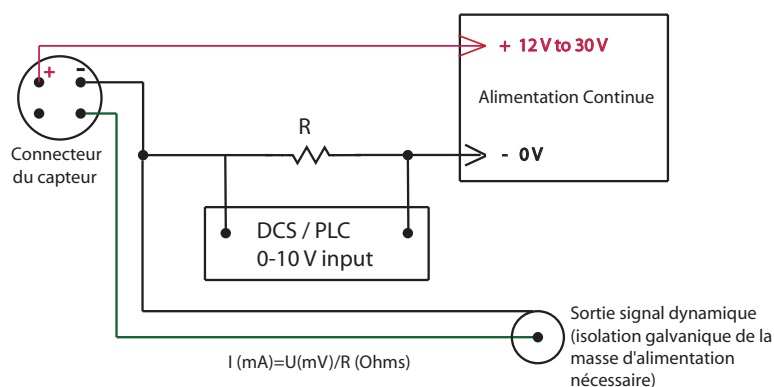 + -
+ 12 V to 30 V
Alimentation Continue
- 0 V
R
Connecteur
du capteur
DCS / PLC
0-10 V input
Sortie signal dynamique
(isolation galvanique de la
masse d'alimentation
nécessaire)
I (mA)=U(mV)/R (Ohms)